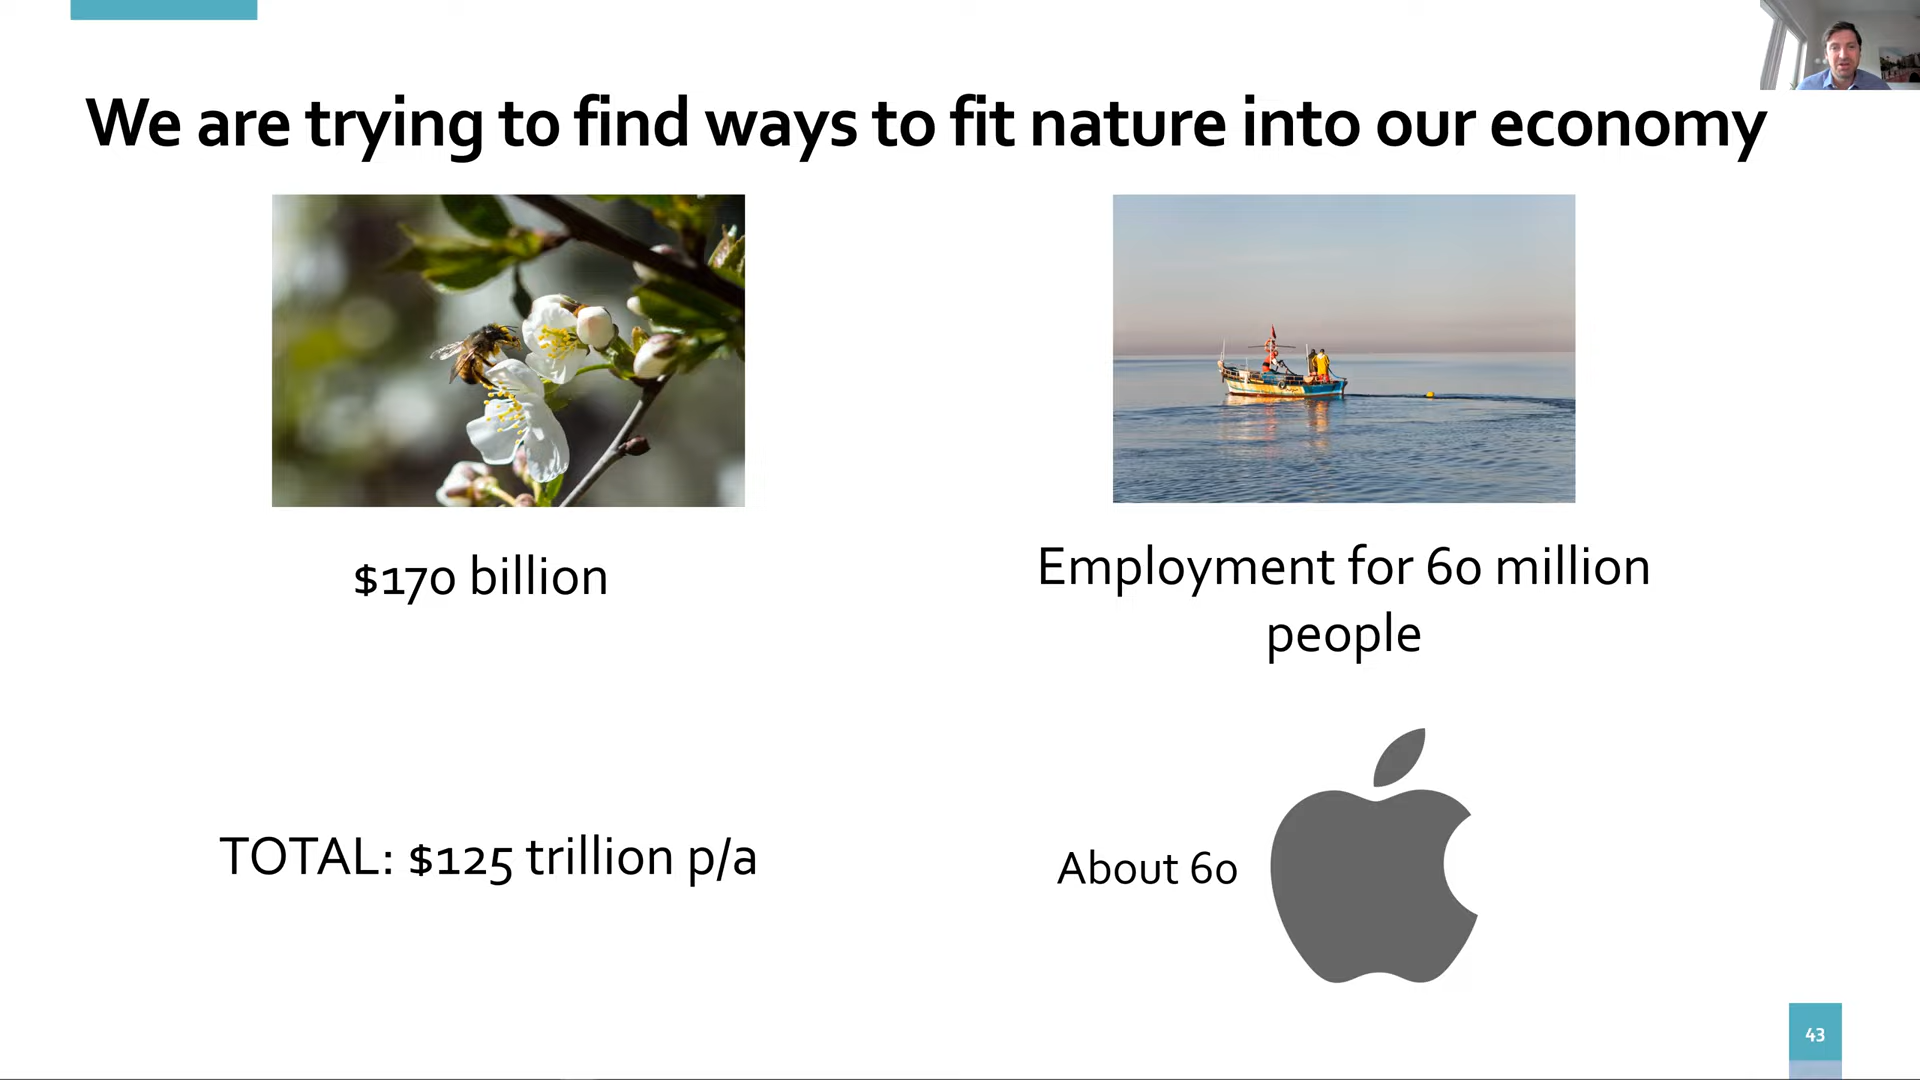 We are trying to find ways to fit nature into our economy
$170 billion
Employment for 60 million
people
TOTAL: $125 trillion p/a
About 60
43